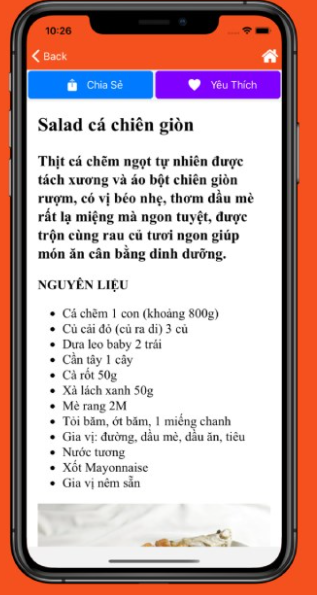 10:26
Back
Chia Sẻ
Yêu Thích
Salad cá chiên giòn
Thịt cá chẽm ngọt tự nhiên được
tách xương và áo bột chiên giòn
rượm, có vị béo nhẹ, thơm dầu mè
rất lạ miệng mà ngon tuyệt, được
trộn cùng rau củ tươi ngon giúp
món ăn cân bằng dinh dưỡng.
NGUYÊN LIỆU
Cá chẽm 1 con (khoảng 800g)
Củ cải đỏ (củ ra di) 3 củ
Dưa leo baby 2 trái
Cần tây 1 cây
Cà rốt 50g
Xà lách xanh 50g
Mè rang 2M
Tỏi băm, ớt băm, 1 miếng chanh
Gia vị: đường, dầu mè, dầu ăn, tiêu
Nước tương
Xốt Mayonnaise
Gia vị nêm sẵn